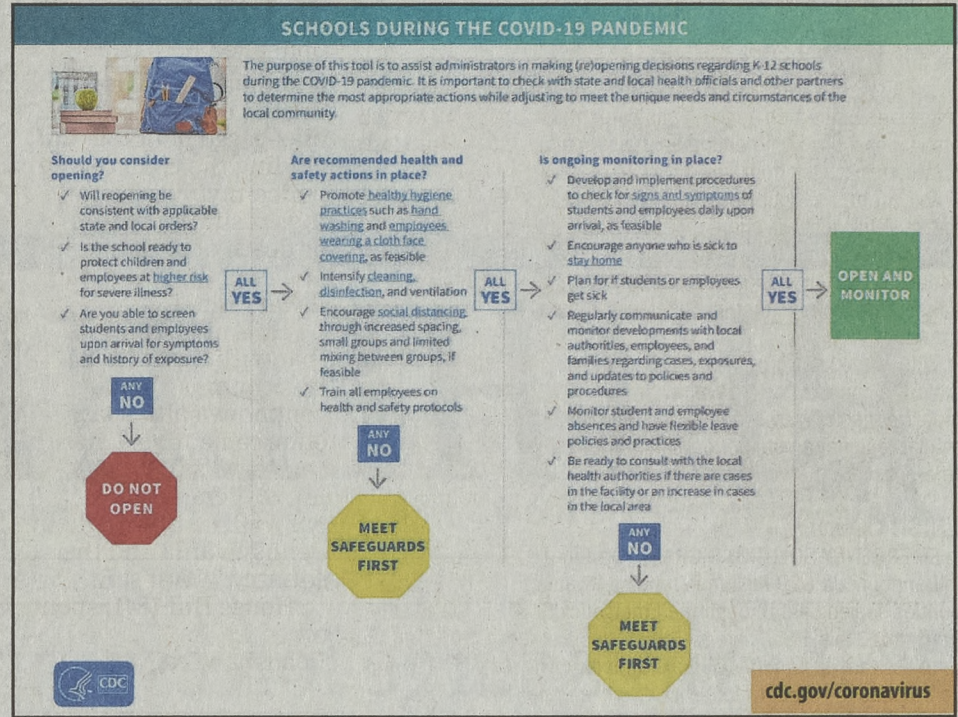 SCHOOLS DURING THE COVID-19 PANDEMIC
The purpose of this tool is to assist administrators in making (re)opening decisions regarding K-12 schools
during the COVID-19 pandemic. It is important to check with state and local health officials and other partners
to determine the most appropriate actions while adjusting to meet the unique needs and circumstances of the
local community.
Should you consider
opening?
✓ Will reopening be
consistent with applicable
state and local orders?
✓ Is the school ready to
protect children and
employees at higher risk
for severe illness?
✓ Are you able to screen
students and employees
upon arrival for symptoms
and history of exposure?
ANY
NO
DO NOT
OPEN
ALL
YES
Are recommended health and
safety actions in place?
✓ Promote healthy hygiene
practices such as hand
washing and employees
wearing a cloth face
covering, as feasible
✓ Intensify cleaning,
disinfection, and ventilation
✓ Encourage social distancing
through increased spacing,
small groups and limited
mixing between groups, if
feasible
✓ Train all employees on
health and safety protocols
ANY
NO
MEET
SAFEGUARDS
FIRST
ALL
YES
Is ongoing monitoring in place?
✓ Develop and implement procedures
to check for signs and symptoms of
students and employees daily upon
arrival, as feasible
✓ Encourage anyone who is sick to
stay home
✓ Plan for if students or employees
get sick
✓ Regularly communicate and
monitor developments with local
authorities, employees, and
families regarding cases, exposures,
and updates to policies and
procedures
✓ Monitor student and employee
absences and have flexible leave
policies and practices
✓ Be ready to consult with the local
health authorities if there are cases
in the facility or an increase in cases
in the local area
ANY
NO
MEET
SAFEGUARDS
FIRST
ALL
YES
OPEN AND
MONITOR
CDC
cdc.gov/coronavirus